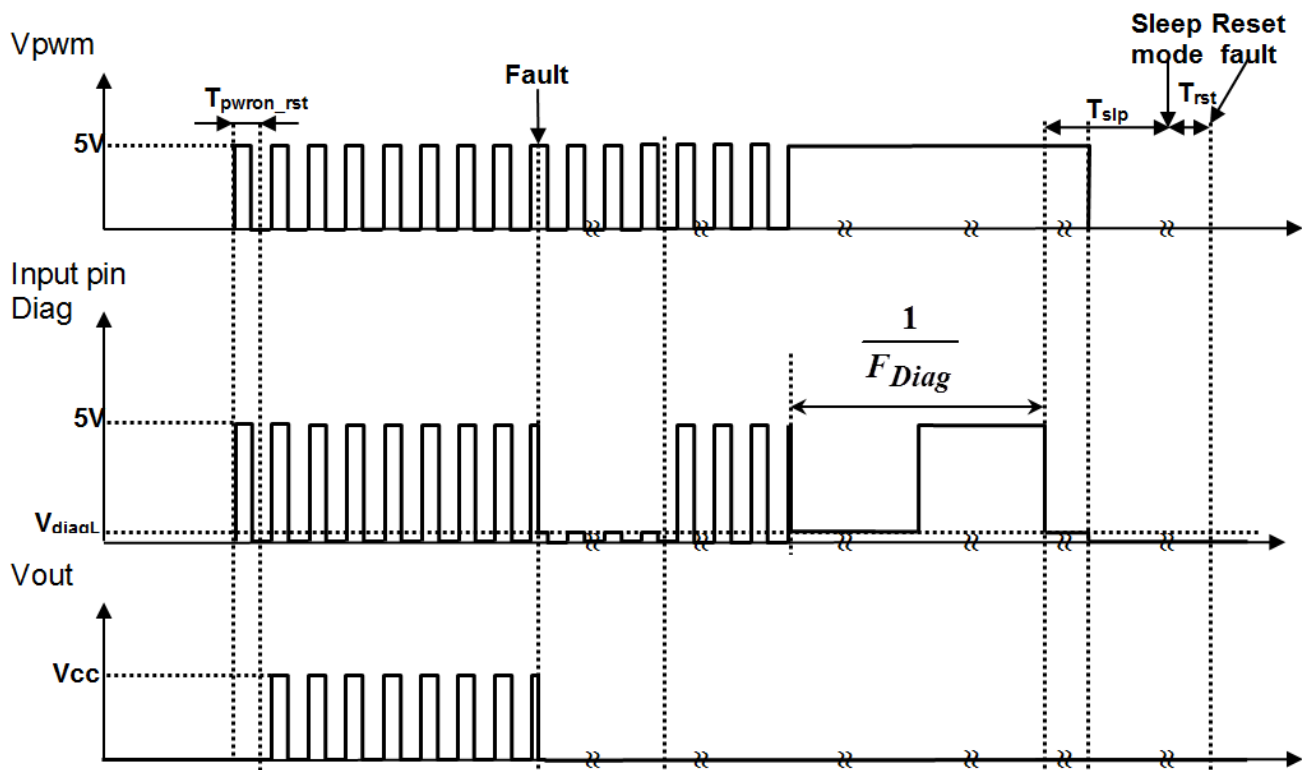 Vpwm
Sleep Reset
mode fault
Fault
Tpwron_rst
Tslp
Trst
5V
Input pin
Diag
1
FDiag
5V
VdiagL
Vout
Vcc